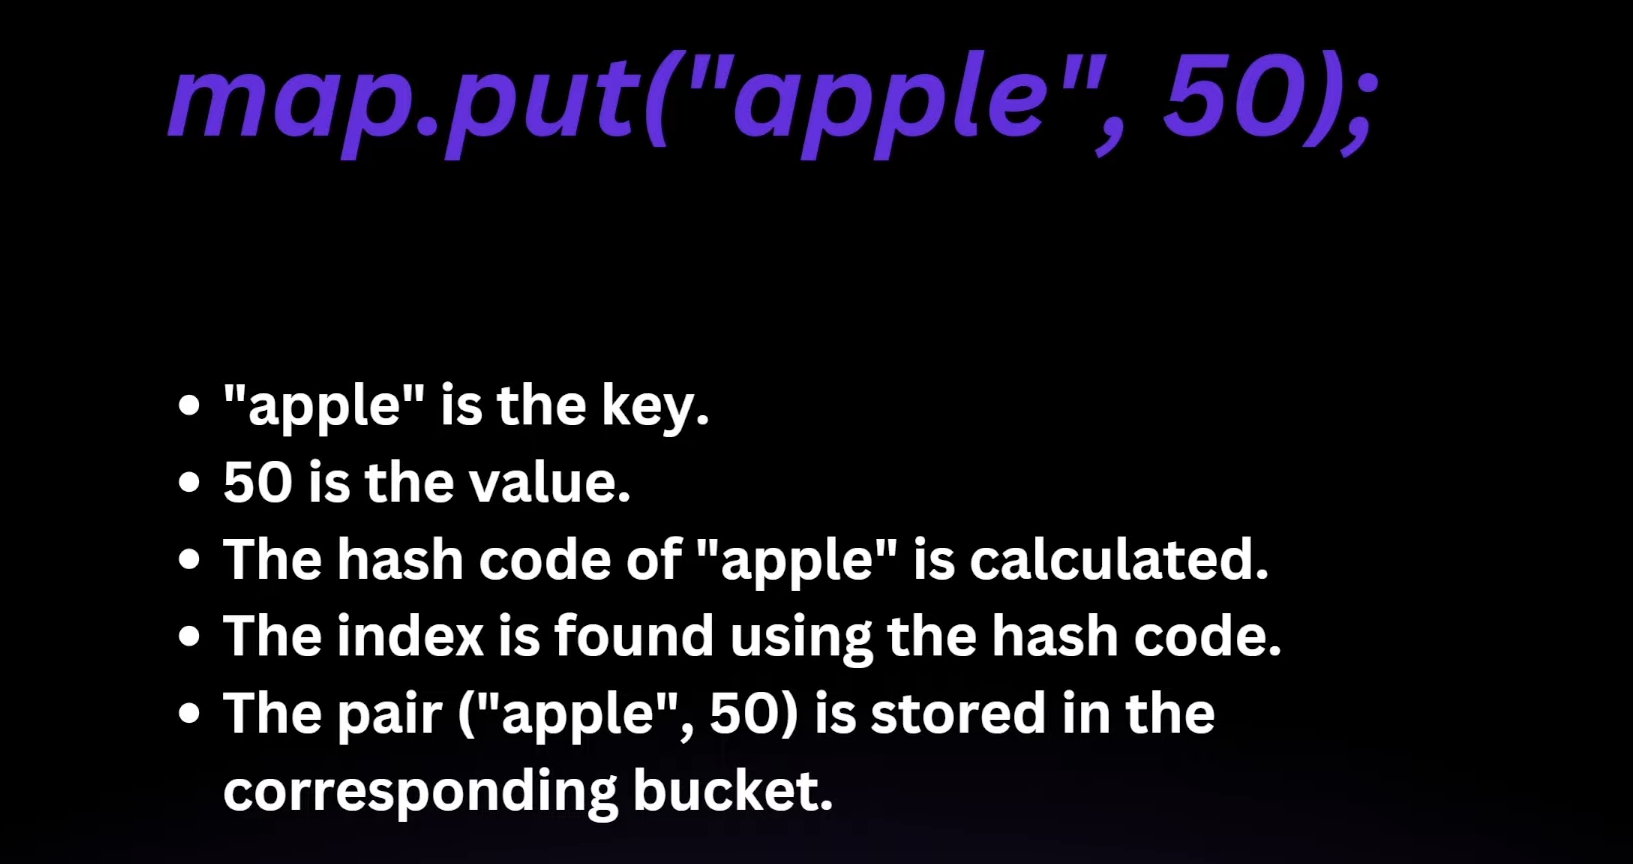 map.put("apple", 50);
• "apple" is the key.
• 50 is the value.
• The hash code of "apple" is calculated.
• The index is found using the hash code.
• The pair ("apple", 50) is stored in the
corresponding bucket.